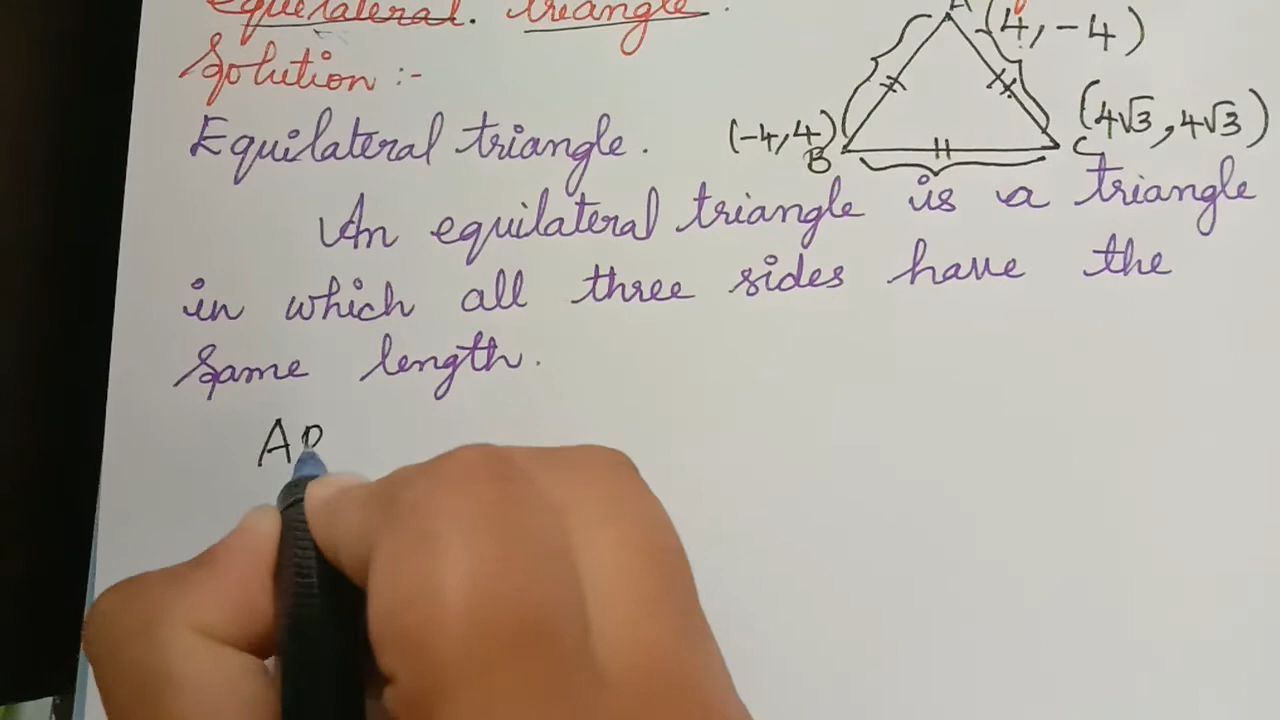 Equilateral. triangle.
Solution :-
A (4, -4)
(-4, 4) B
(4√3, 4√3) C
Equilateral triangle.
An equilateral triangle is a triangle
in which all three sides have the
same length.
A